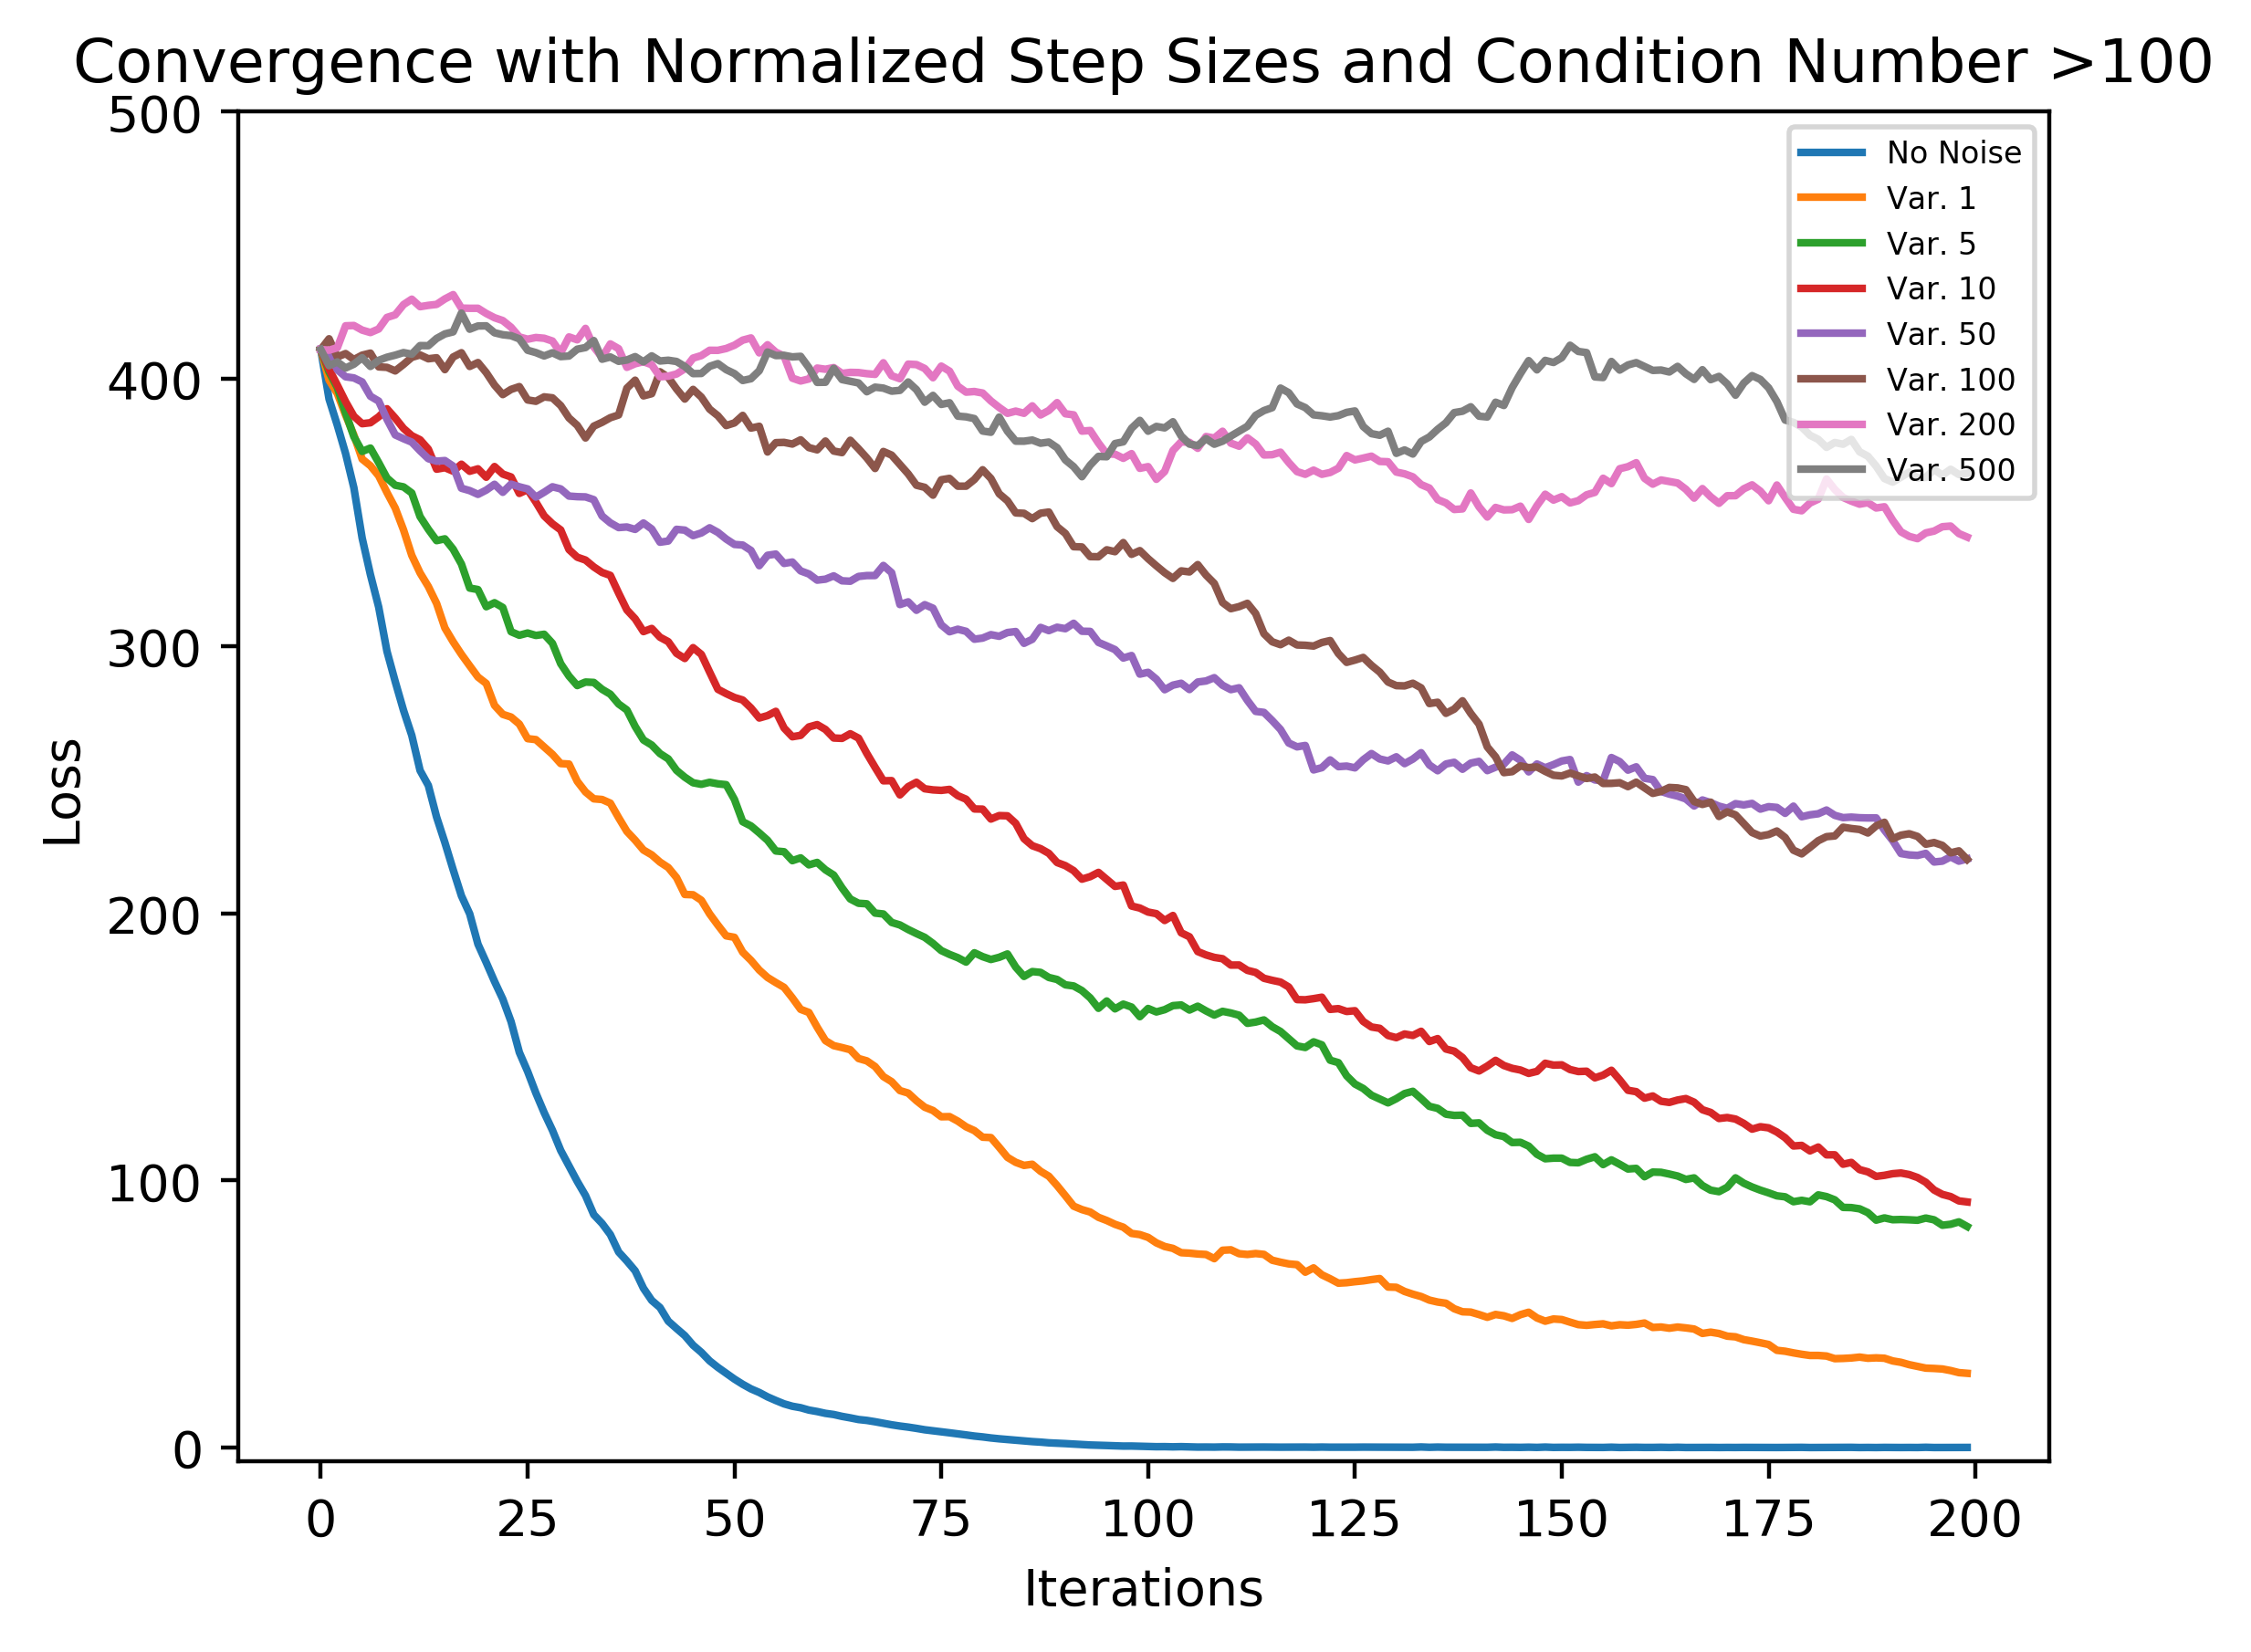 Convergence with Normalized Step Sizes and Condition Number >100
500
400
300
200
100
0
Loss
No Noise
Var. 1
Var. 5
Var. 10
Var. 50
Var. 100
Var. 200
Var. 500
0 25 50 75 100 125 150 175 200
Iterations